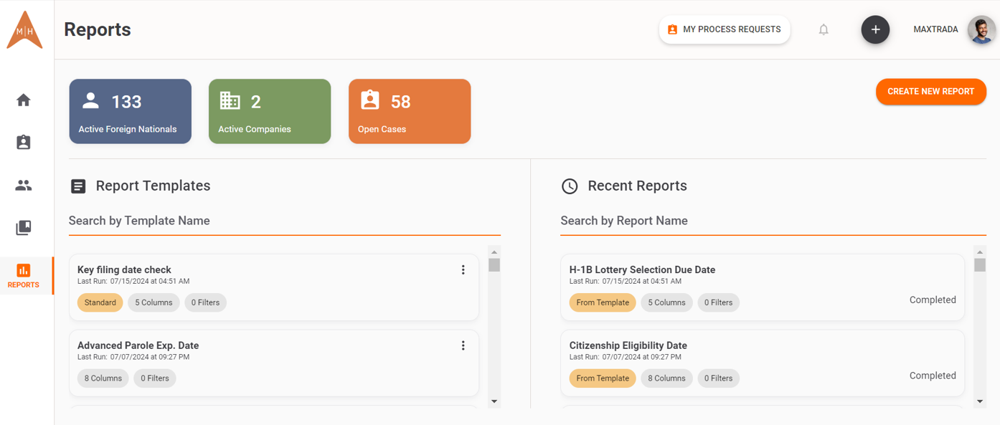 M|H
Reports
MY PROCESS REQUESTS
MAXTRADA
133
Active Foreign Nationals
2
Active Companies
58
Open Cases
CREATE NEW REPORT
REPORTS
Report Templates
Search by Template Name
Key filing date check
Last Run: 07/15/2024 at 04:51 AM
Standard 5 Columns 0 Filters
Advanced Parole Exp. Date
Last Run: 07/07/2024 at 09:27 PM
8 Columns 0 Filters
Recent Reports
Search by Report Name
H-1B Lottery Selection Due Date
Last Run: 07/15/2024 at 04:51 AM
From Template 5 Columns 0 Filters
Completed
Citizenship Eligibility Date
Last Run: 07/07/2024 at 09:27 PM
From Template 8 Columns 0 Filters
Completed